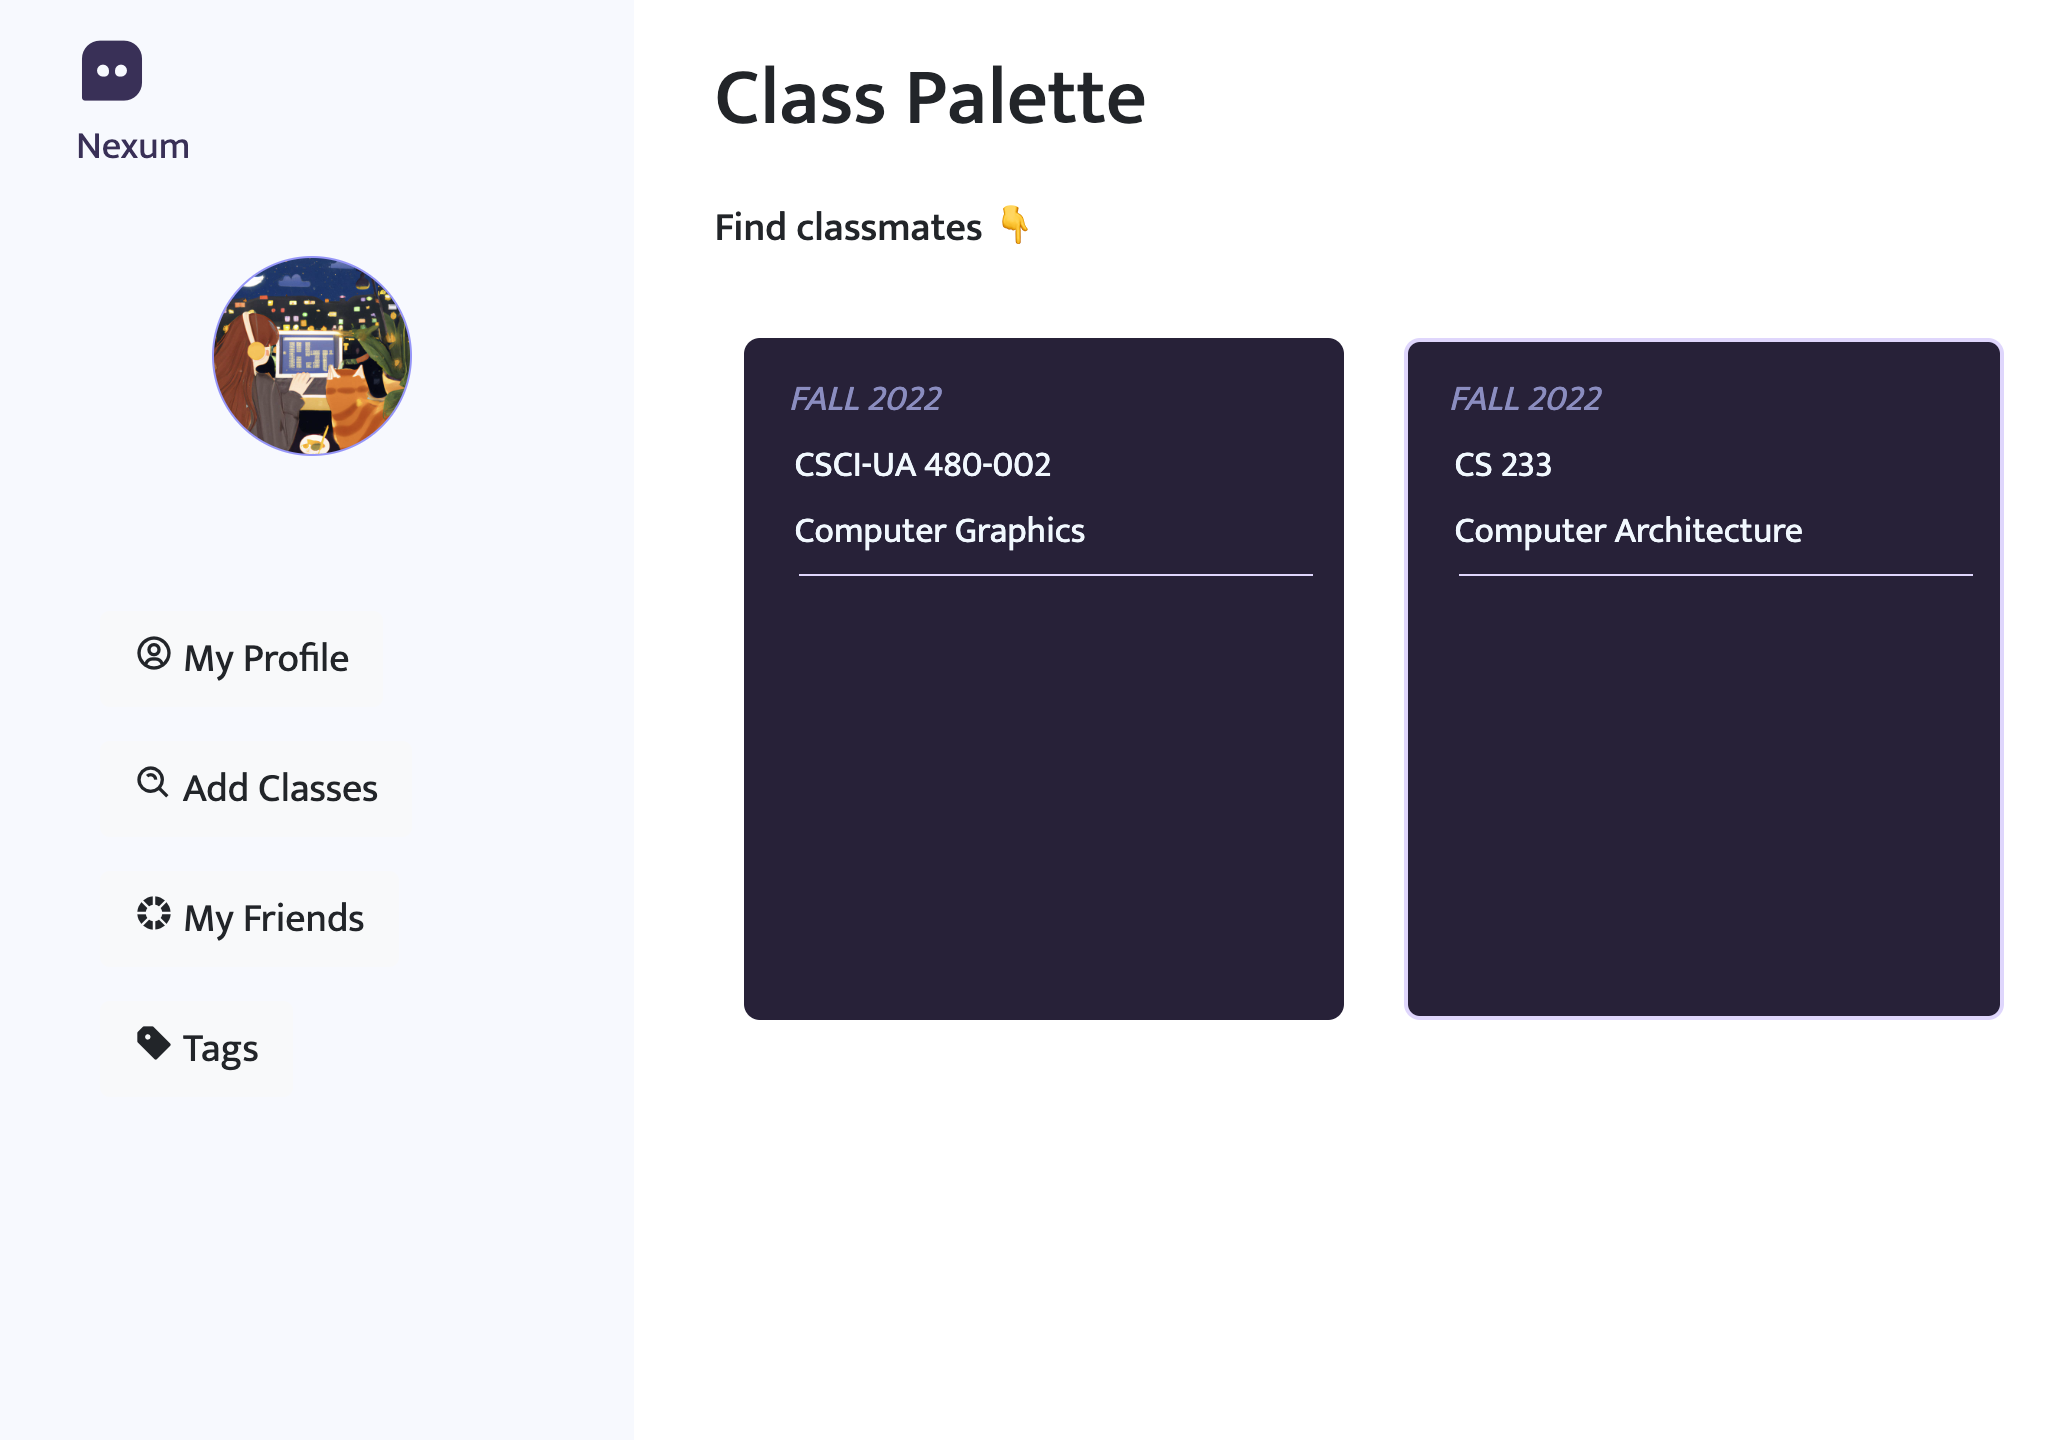 Nexum
My Profile
Add Classes
My Friends
Tags
Class Palette
Find classmates 👇
FALL 2022
CSCI-UA 480-002
Computer Graphics
FALL 2022
CS 233
Computer Architecture